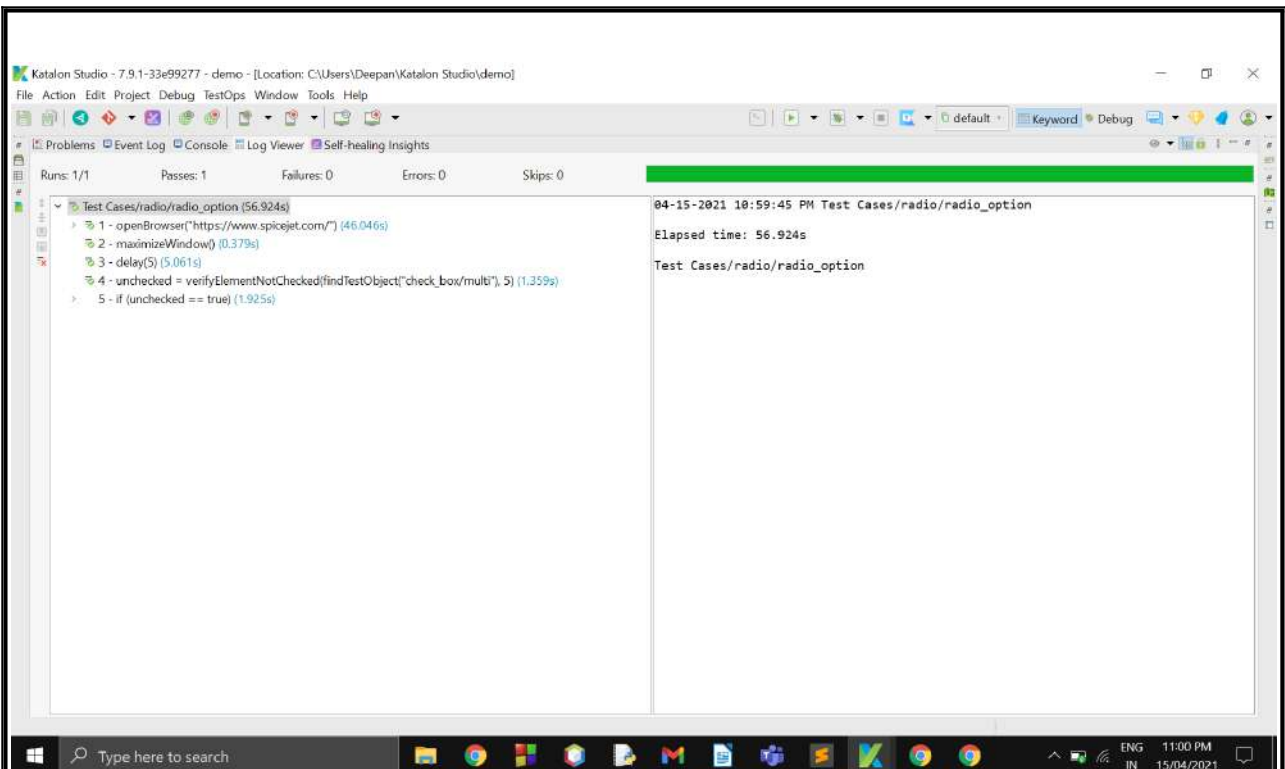 Katalon Studio - 7.9.1-33e99277 - demo - [Location: C:\Users\Deepan\Katalon Studio\demo]
File Action Edit Project Debug TestOps Window Tools Help
default Keyword Debug
Problems Event Log Console Log Viewer Self-healing Insights
Runs: 1/1 Passes: 1 Failures: 0 Errors: 0 Skips: 0
Test Cases/radio/radio_option (56.924s)
1 - openBrowser("https://www.spicejet.com/") (46.046s)
2 - maximizeWindow() (0.379s)
3 - delay(5) (5.061s)
4 - unchecked = verifyElementNotChecked(findTestObject("check_box/multi"), 5) (1.359s)
5 - if (unchecked == true) (1.925s)
04-15-2021 10:59:45 PM Test Cases/radio/radio_option
Elapsed time: 56.924s
Test Cases/radio/radio_option
Type here to search
ENG 11:00 PM
IN 15/04/2021